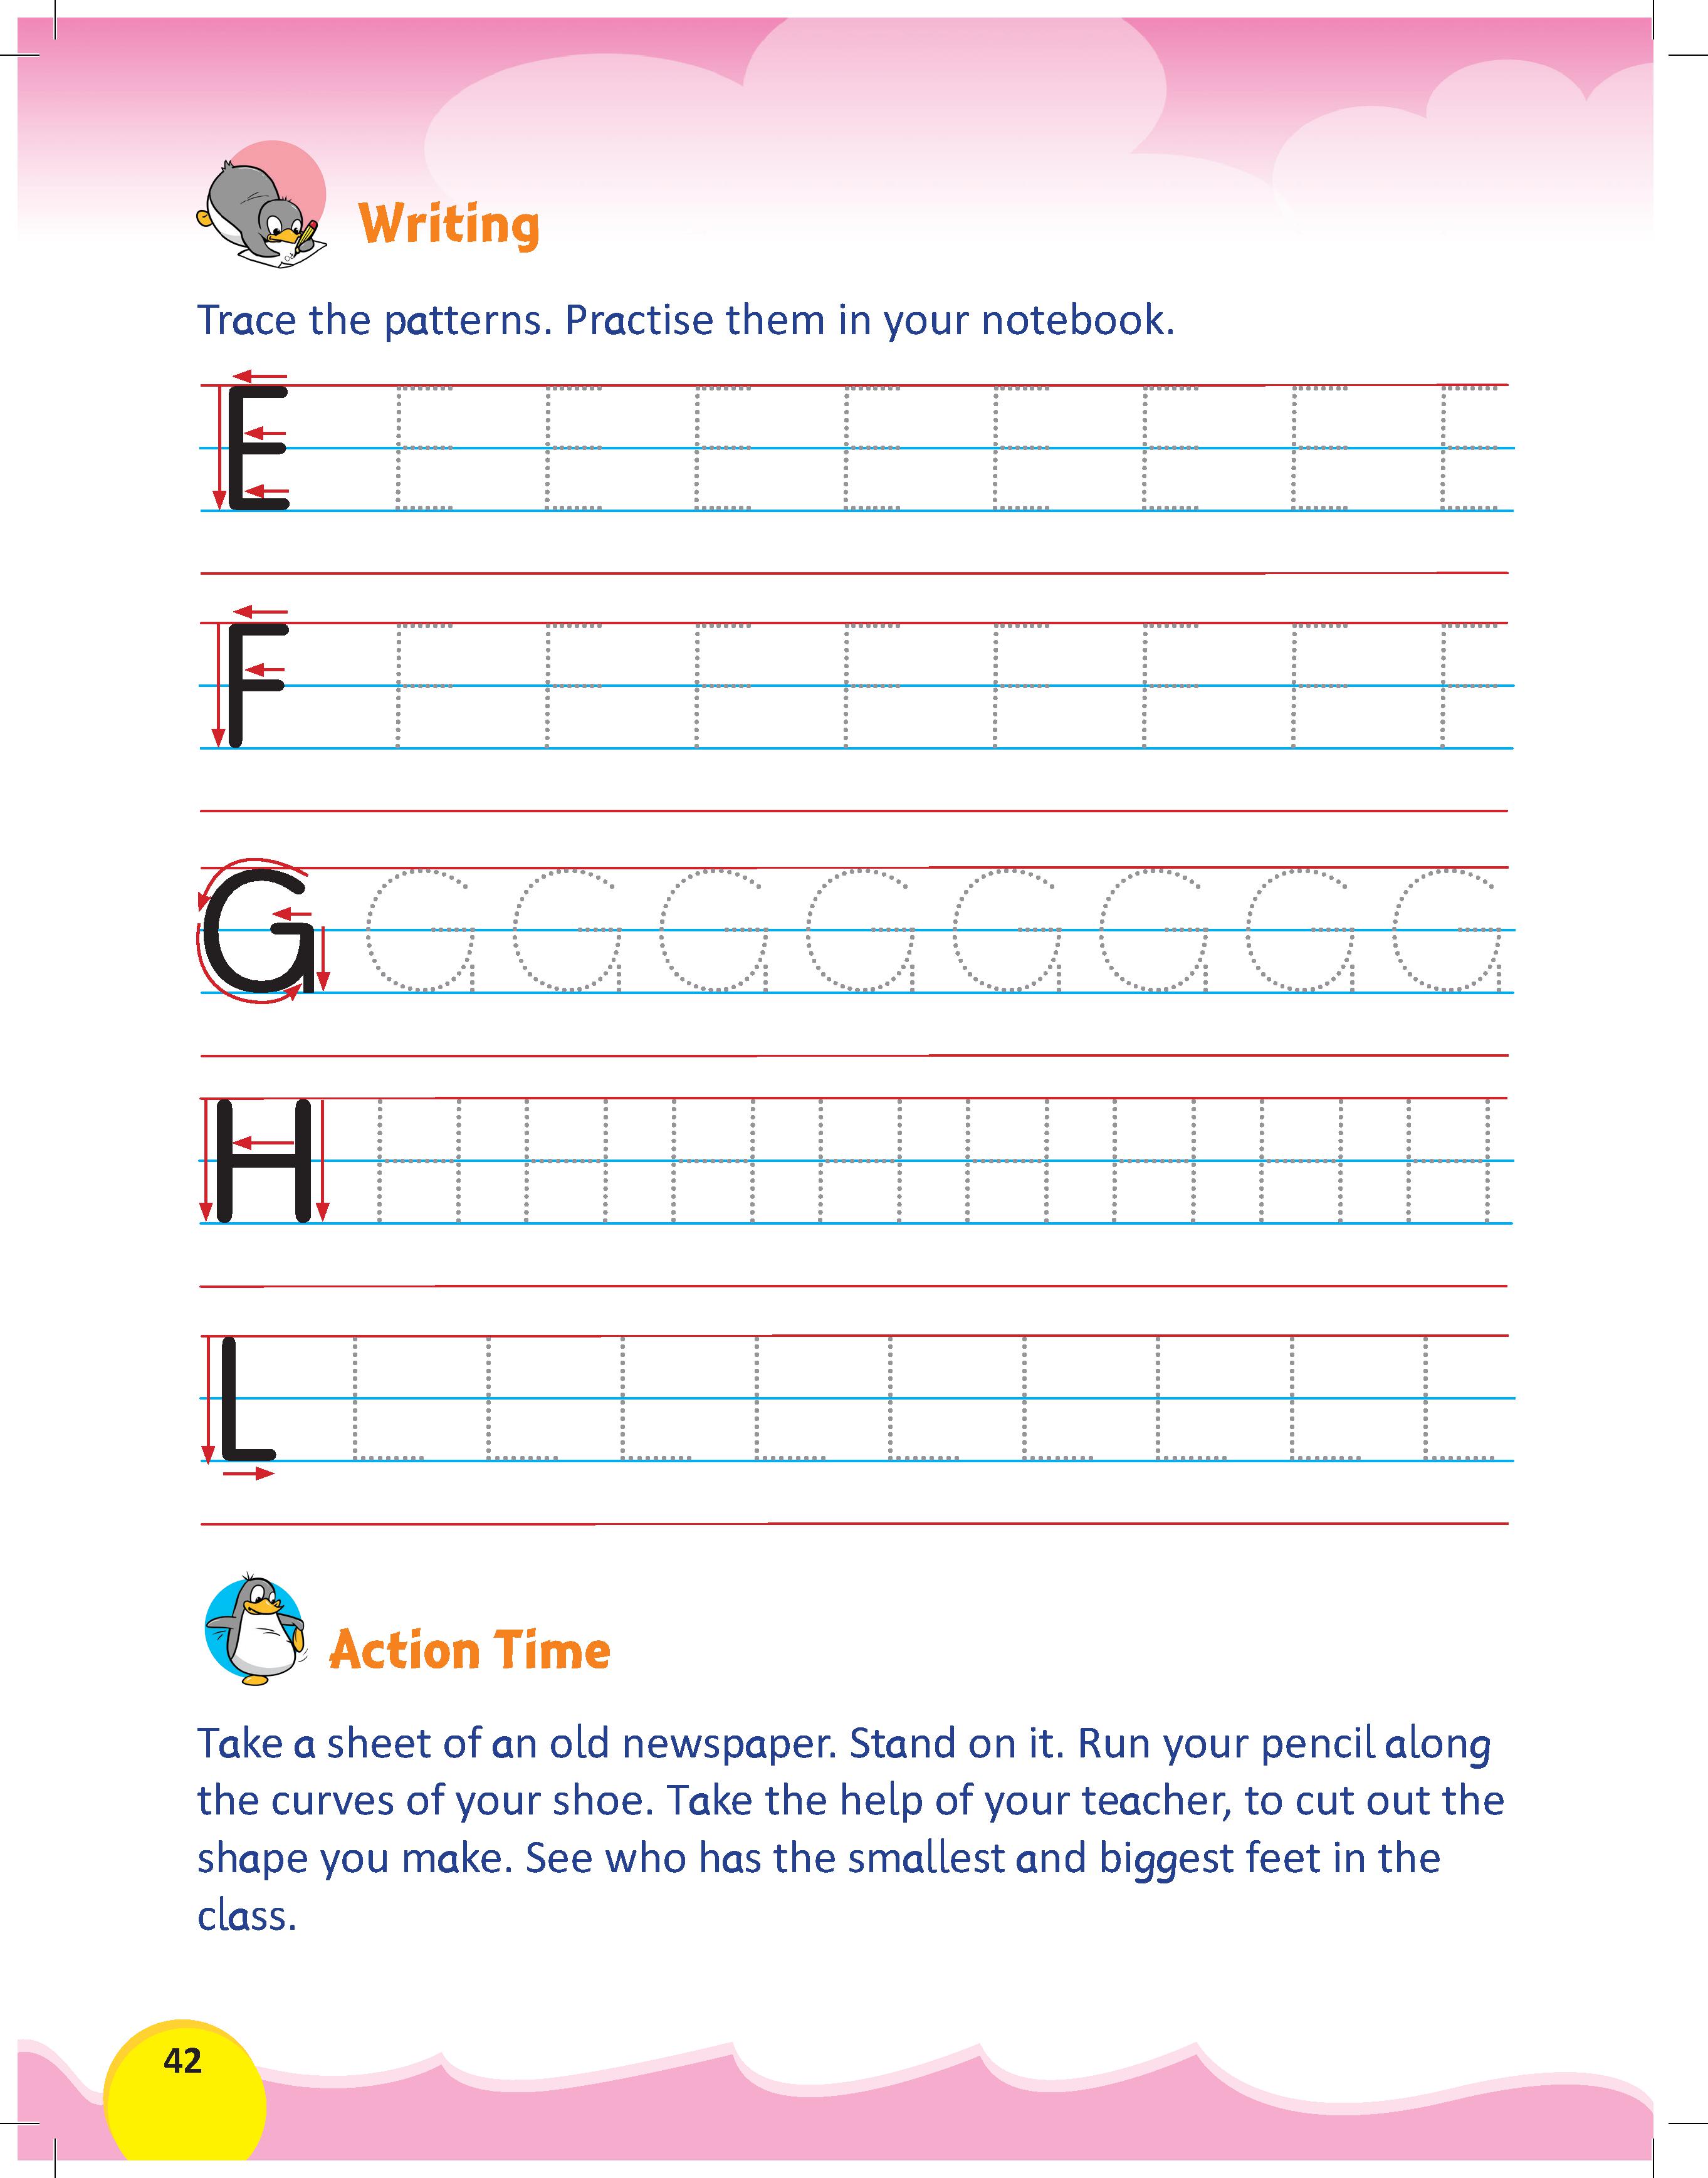 Writing
Trace the patterns. Practise them in your notebook.
E E E E E E E E E
F F F F F F F F F
G G G G G G G G G
H H H H H H H H H
L L L L L L L L L L
Action Time
Take a sheet of an old newspaper. Stand on it. Run your pencil along
the curves of your shoe. Take the help of your teacher, to cut out the
shape you make. See who has the smallest and biggest feet in the
class.
42